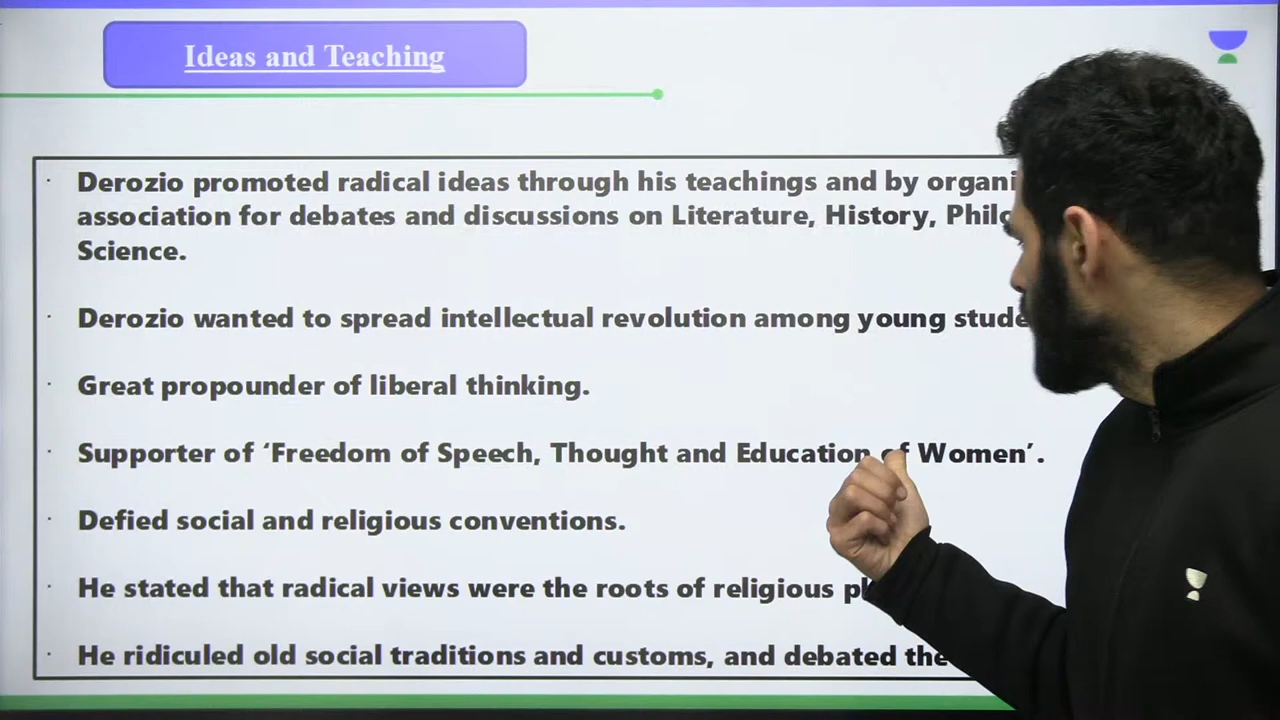 Ideas and Teaching
Derozio promoted radical ideas through his teachings and by
association for debates and discussions on Literature, History,
Science.
Derozio wanted to spread intellectual revolution among young
Great propounder of liberal thinking.
Supporter of ‘Freedom of Speech, Thought and Education of Women’.
Defied social and religious conventions.
He stated that radical views were the roots of religious
He ridiculed old social traditions and customs, and debated the